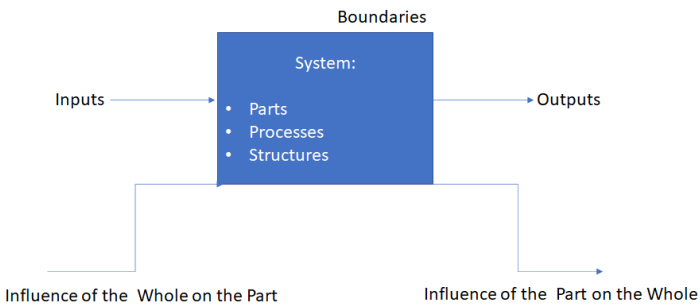 Boundaries
System:
Inputs
Outputs
• Parts
• Processes
• Structures
Influence of the Whole on the Part
Influence of the Part on the Whole